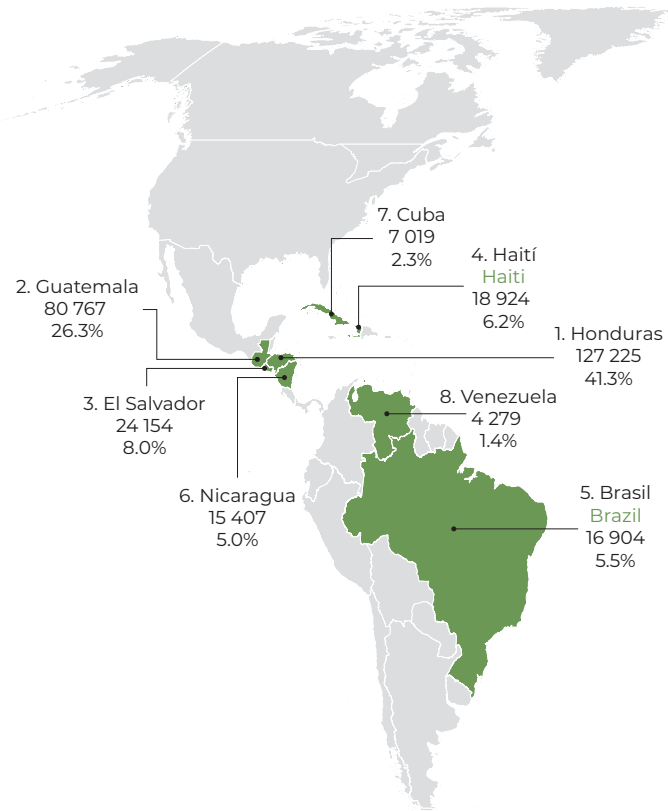 7. Cuba
7 019
2.3%
4. Haití
Haiti
18 924
6.2%
2. Guatemala
80 767
26.3%
1. Honduras
127 225
41.3%
3. El Salvador
24 154
8.0%
8. Venezuela
4 279
1.4%
6. Nicaragua
15 407
5.0%
5. Brasil
Brazil
16 904
5.5%